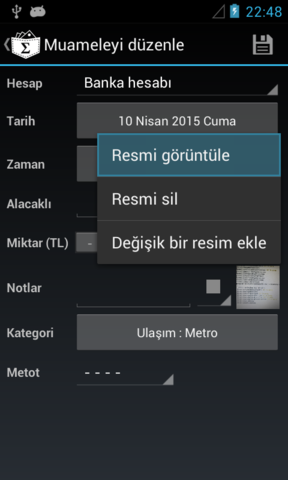 22:48
Σ
Muameleyi düzenle
Hesap
Banka hesabı
Tarih
10 Nisan 2015 Cuma
Zaman
Resmi görüntüle
Resmi sil
Değişik bir resim ekle
Alacaklı
Miktar (TL)
-
Notlar
Kategori
Ulaşım : Metro
Metot
- - - -